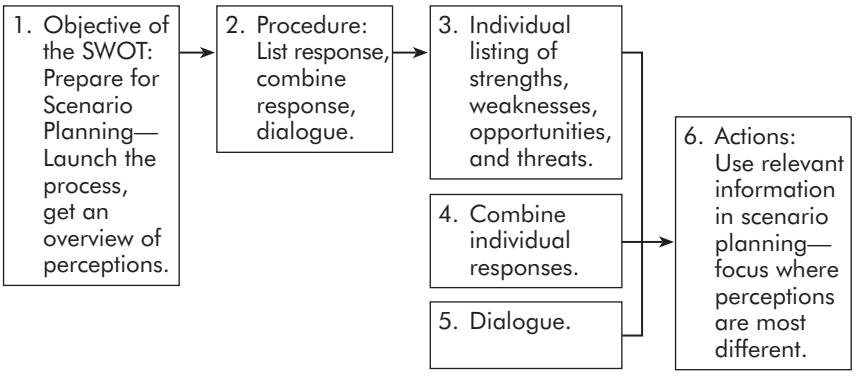 1. Objective of
the SWOT:
Prepare for
Scenario
Planning—
Launch the
process,
get an
overview of
perceptions.
2. Procedure:
List response,
combine
response,
dialogue.
3. Individual
listing of
strengths,
weaknesses,
opportunities,
and threats.
4. Combine
individual
responses.
5. Dialogue.
6. Actions:
Use relevant
information
in scenario
planning—
focus where
perceptions
are most
different.